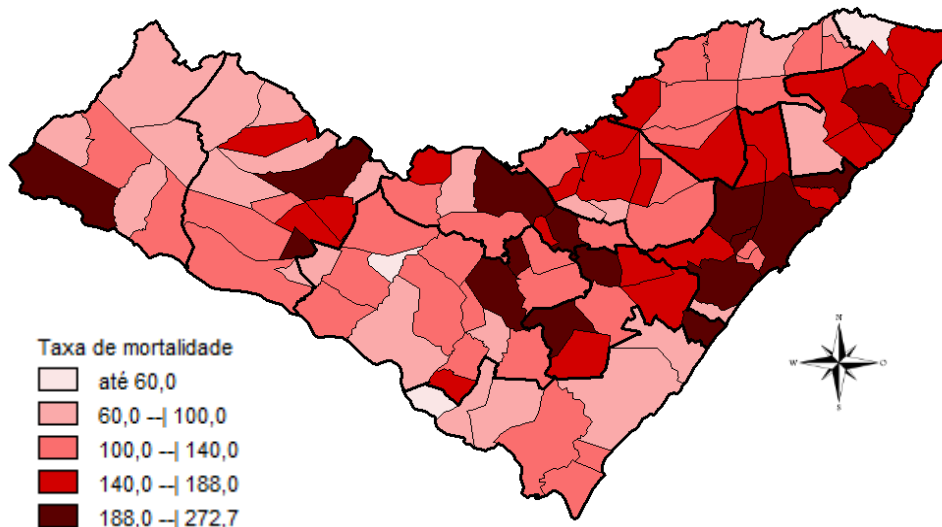 Taxa de mortalidade
até 60,0
60,0 --| 100,0
100,0 --| 140,0
140,0 --| 188,0
188,0 --| 272,7
N
W
O
S